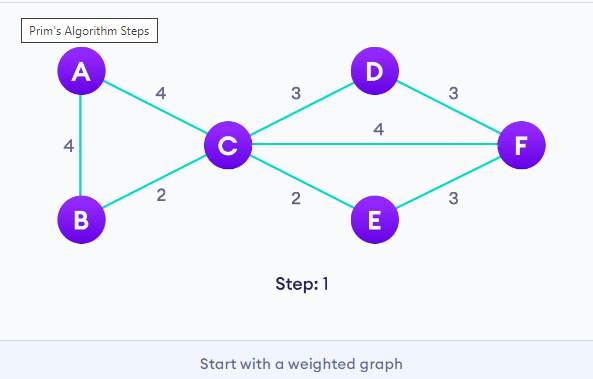 Prim's Algorithm Steps
A
D
4
3
3
4
4
C
F
2
2
3
B
E
Step: 1
Start with a weighted graph